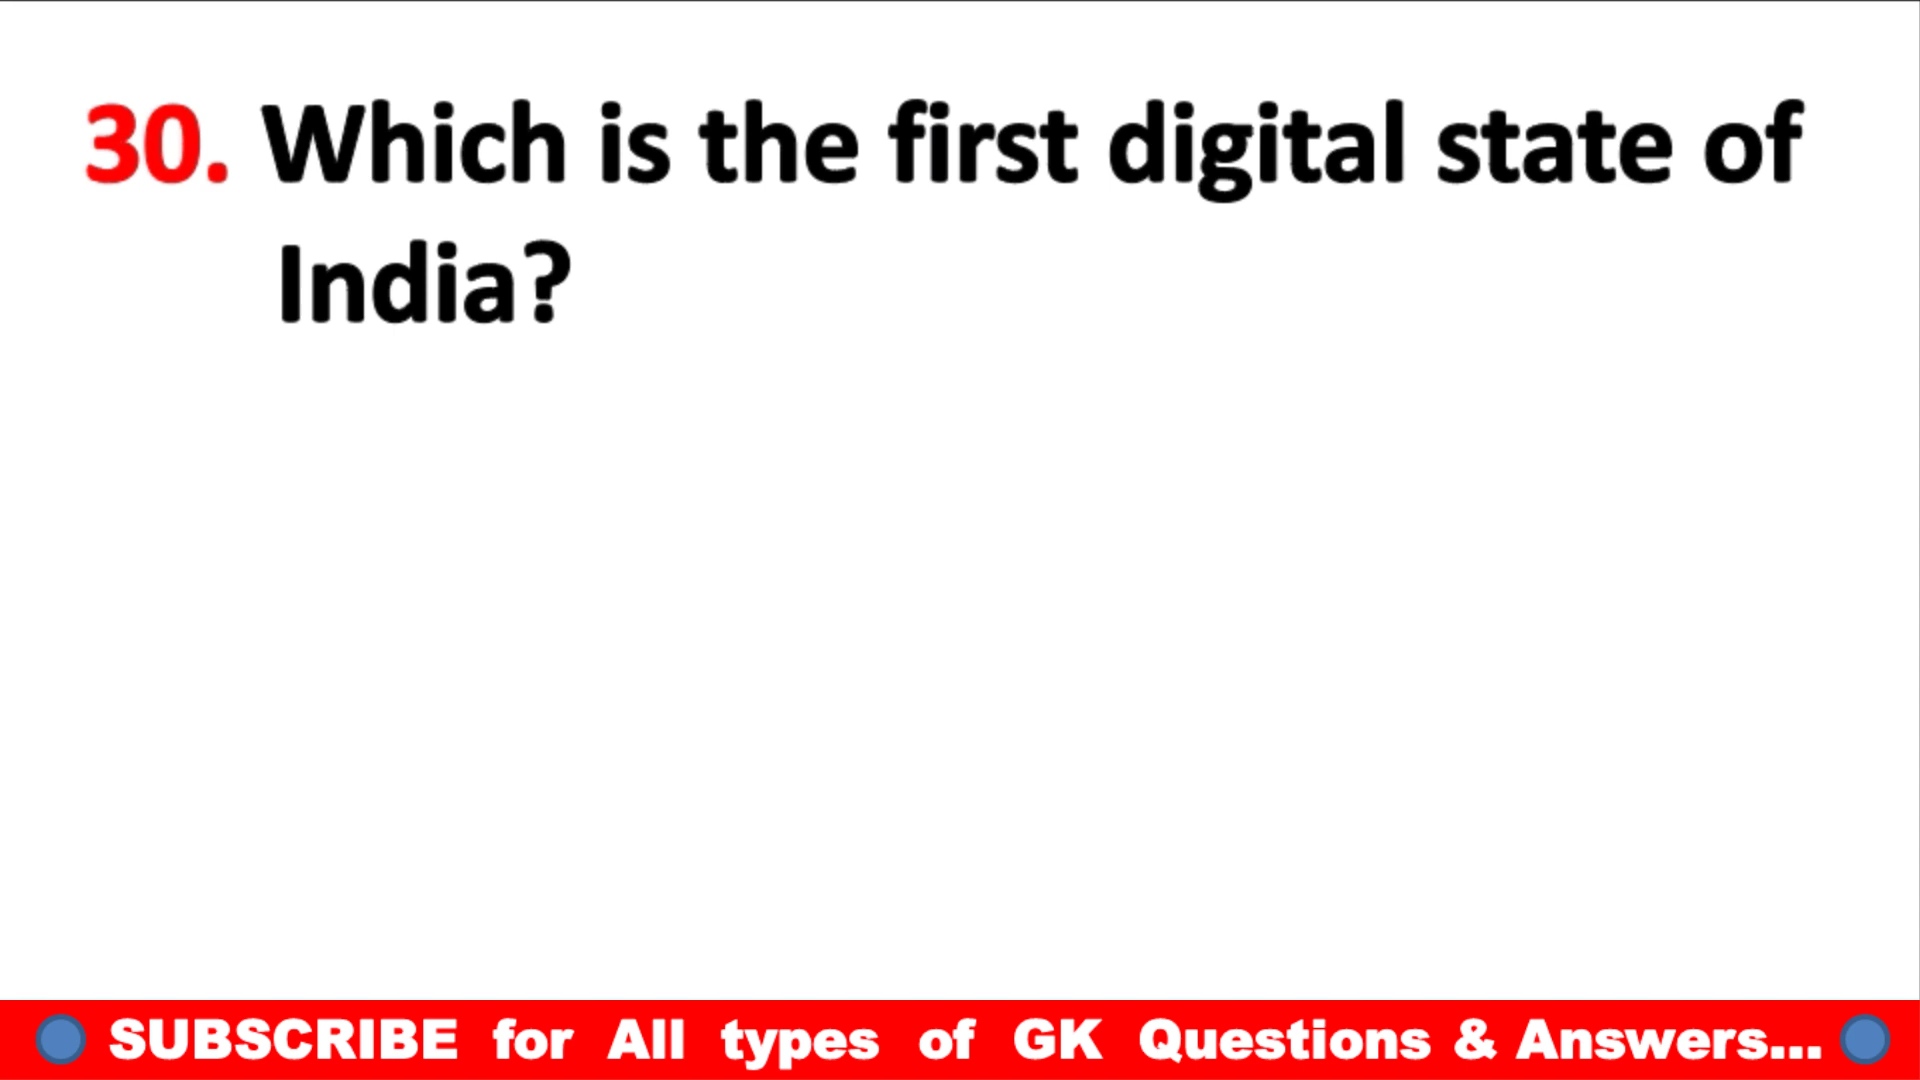 30. Which is the first digital state of
India?
SUBSCRIBE for All types of GK Questions & Answers...